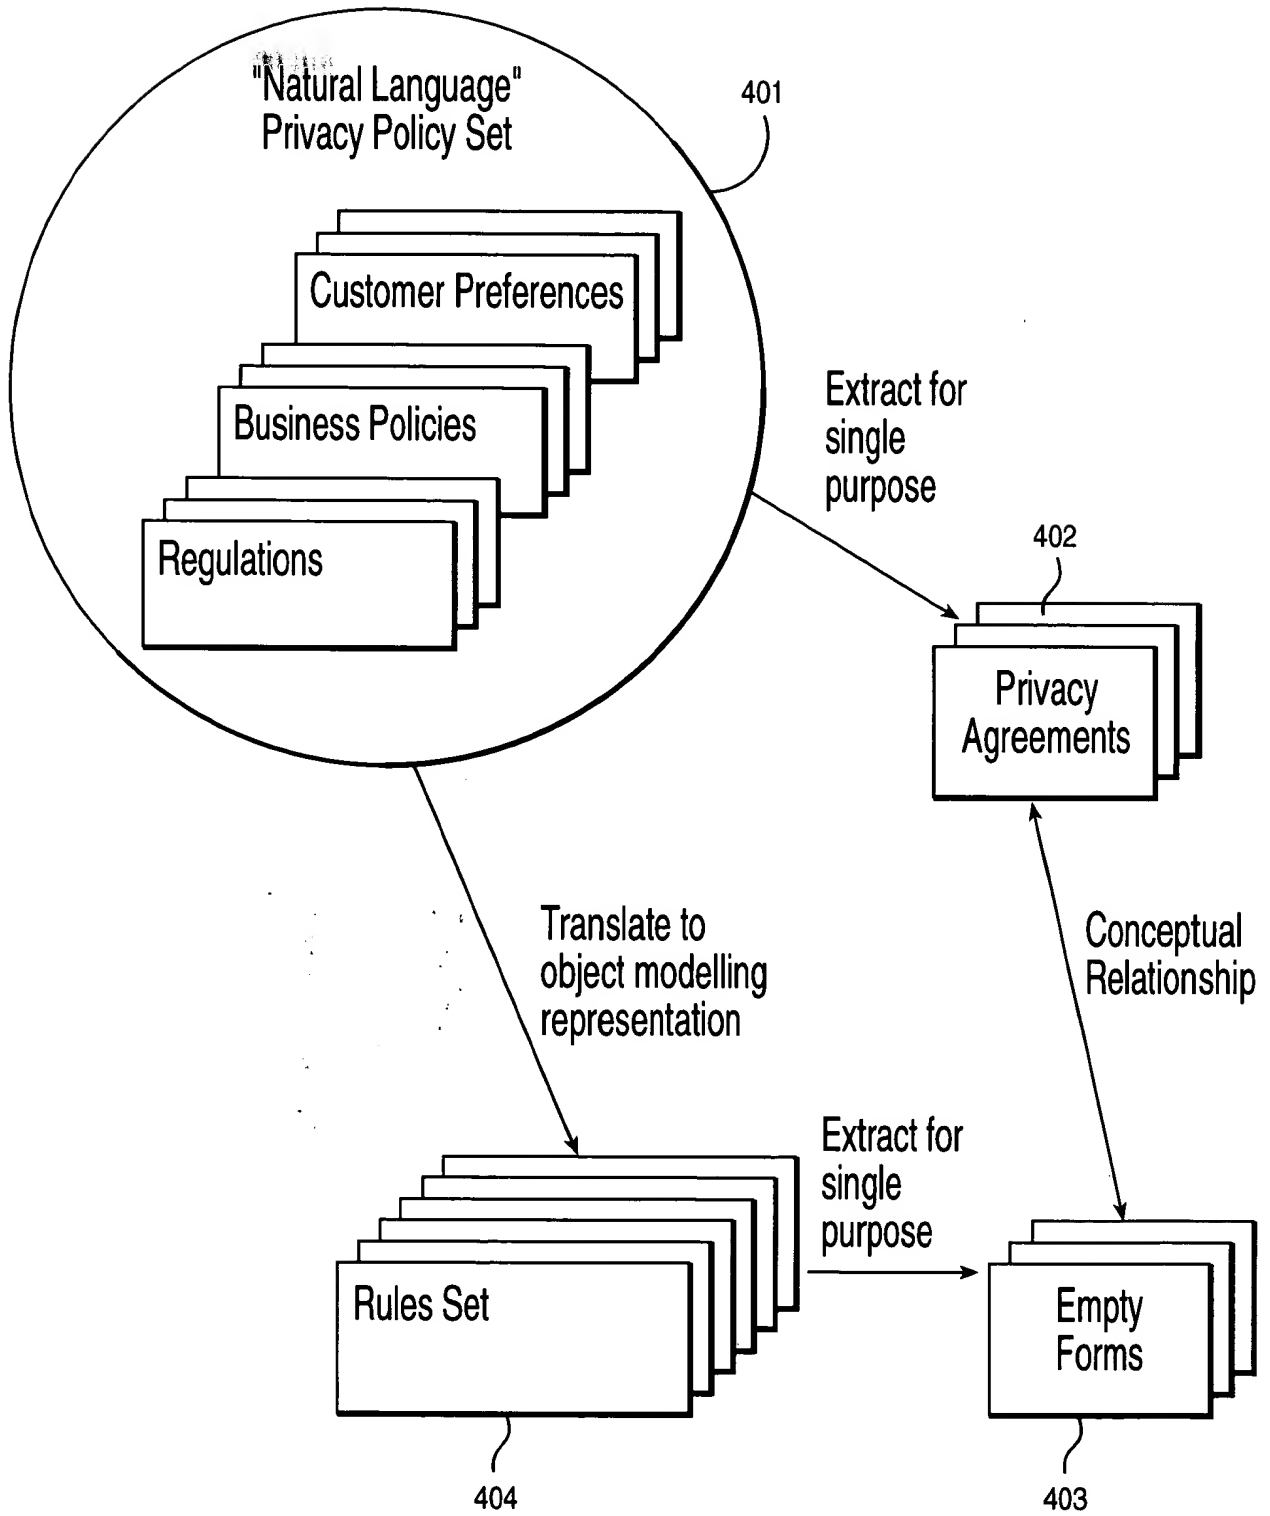 "Natural Language"
Privacy Policy Set
401
Customer Preferences
Business Policies
Regulations
Extract for
single
purpose
402
Privacy
Agreements
Translate to
object modelling
representation
Conceptual
Relationship
Extract for
single
purpose
Rules Set
Empty
Forms
404
403